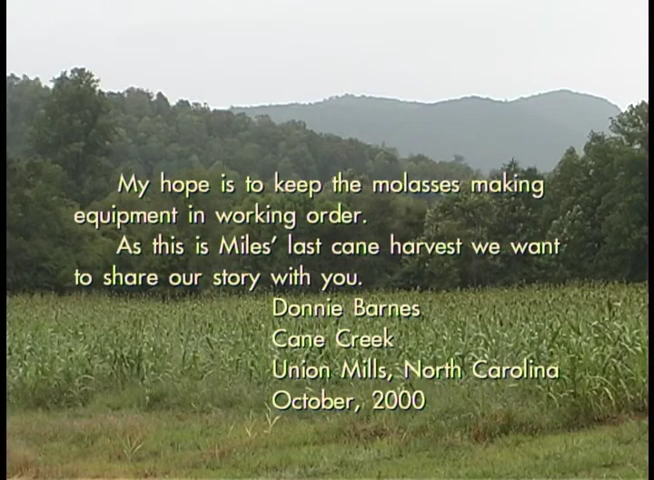 My hope is to keep the molasses making
equipment in working order.
As this is Miles' last cane harvest we want
to share our story with you.
Donnie Barnes
Cane Creek
Union Mills, North Carolina
October, 2000